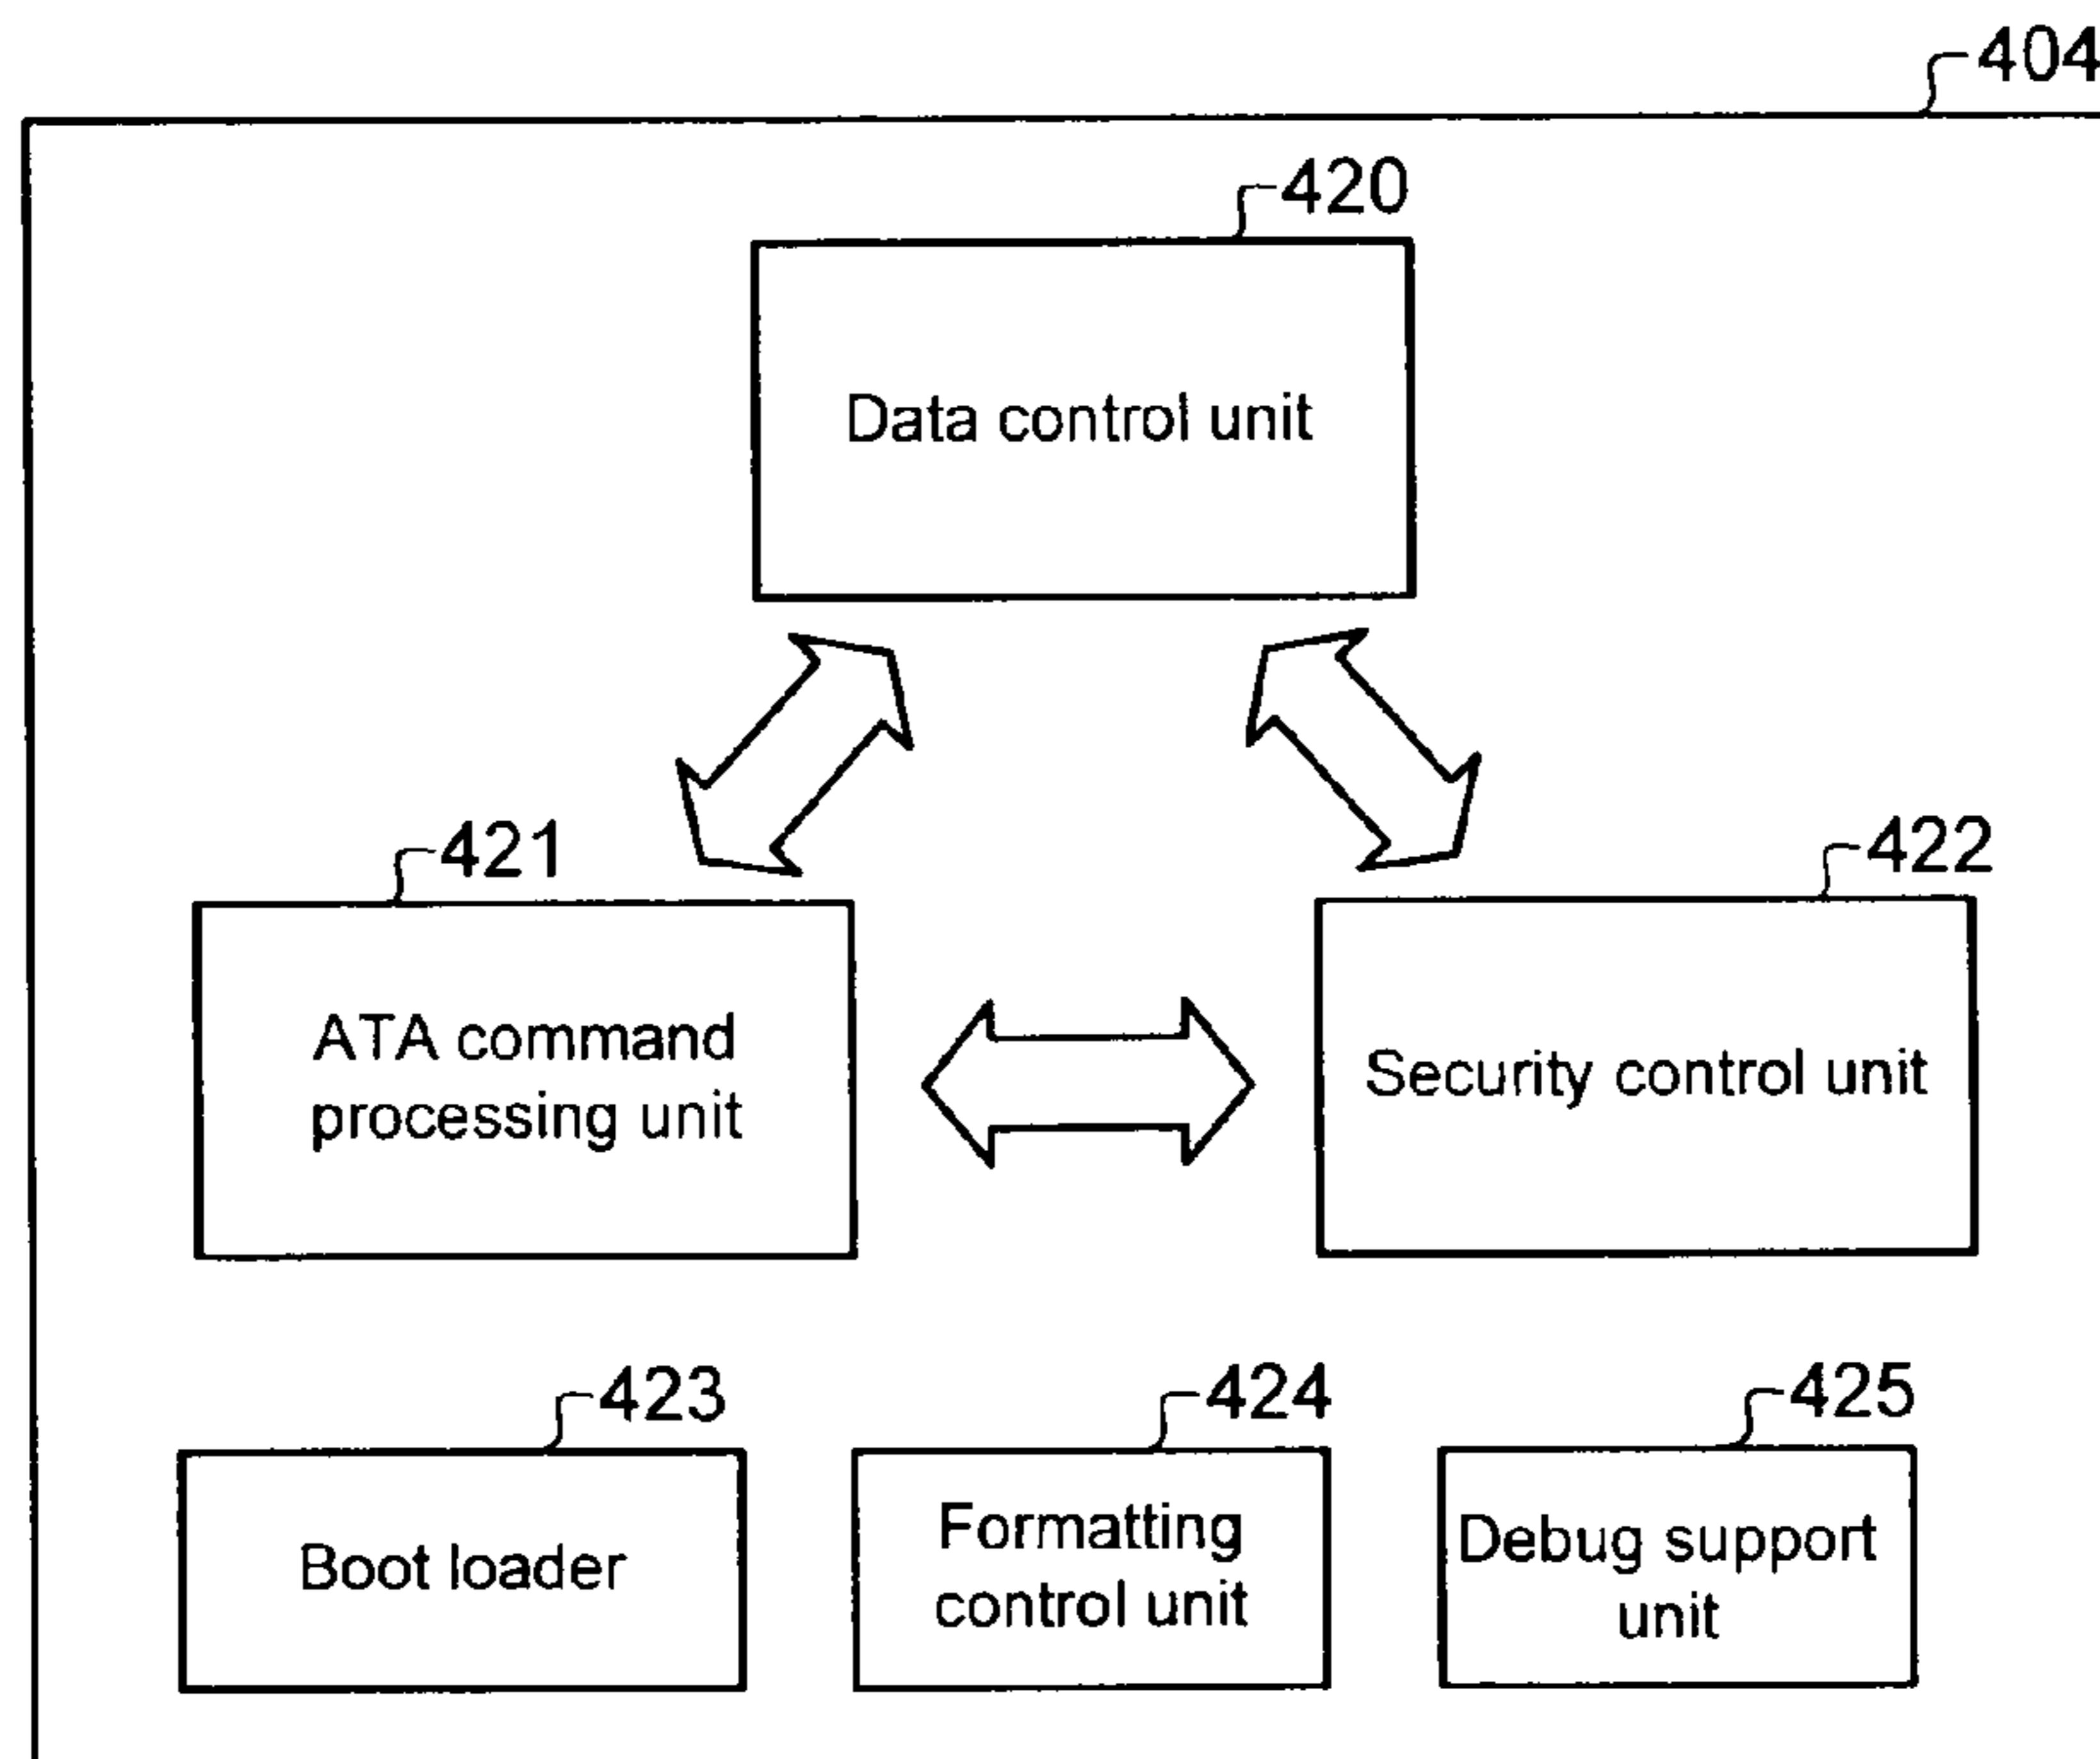 404
420
Data control unit
421
422
ATA command
processing unit
Security control unit
423
424
425
Boot loader
Formatting
control unit
Debug support
unit